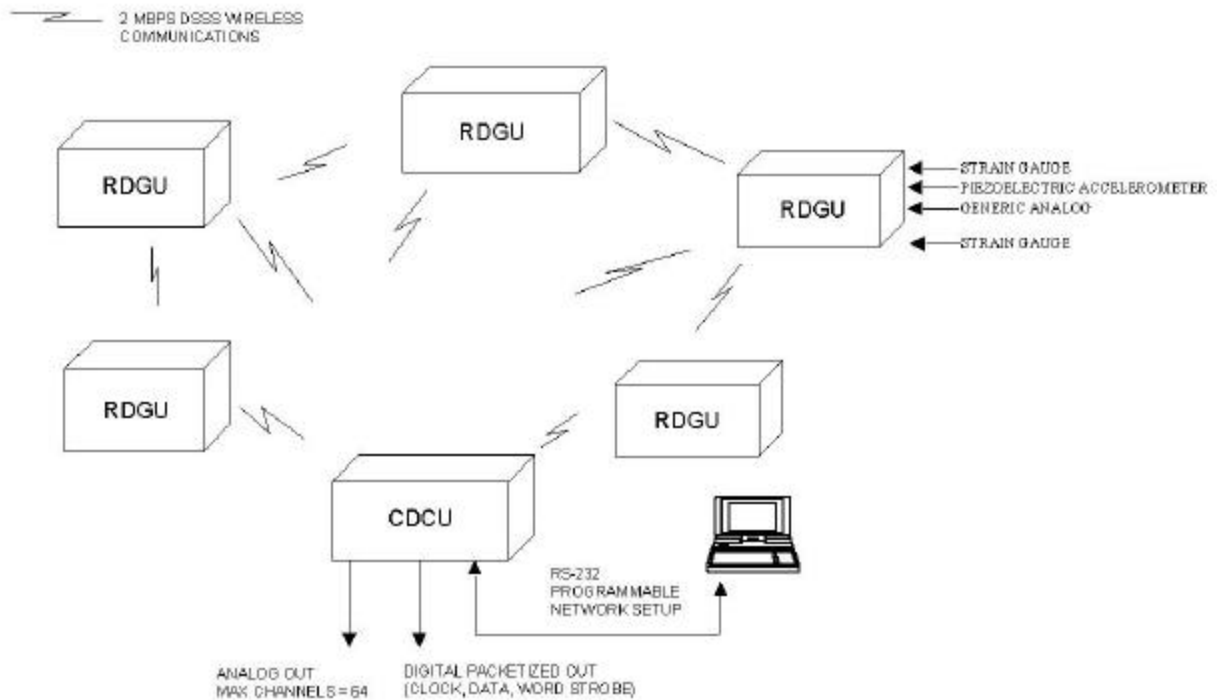 2 MBPS DSSS WIRELESS
COMMUNICATIONS
RDGU
RDGU
RDGU
STRAIN GAUGE
PIEZOELECTRIC ACCELEROMETER
GENERIC ANALOG
STRAIN GAUGE
RDGU
RDGU
CDCU
RS-232
PROGRAMMABLE
NETWORK SETUP
ANALOG OUT
MAX CHANNELS = 64
DIGITAL PACKETIZED OUT
(CLOCK, DATA, WORD STROBE)